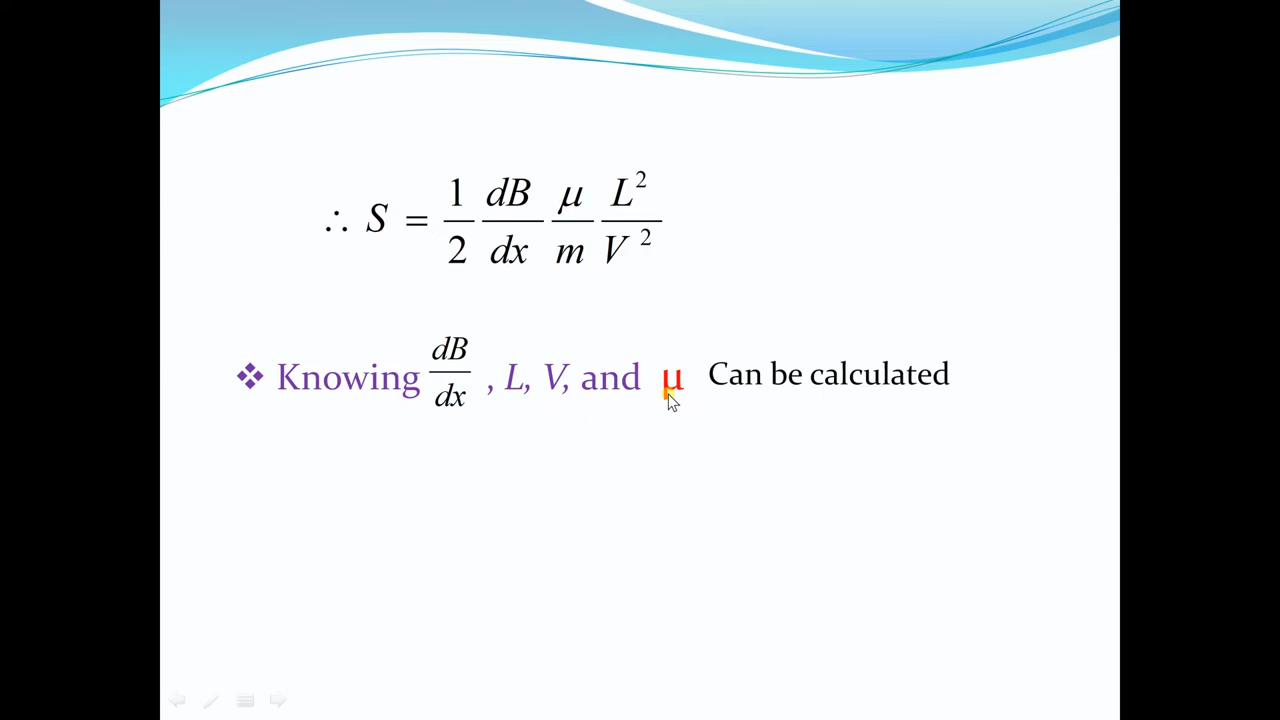 ∴ S = 1/2 dB/dx μ/m L²/V²
❖ Knowing dB/dx , L, V, and μ Can be calculated